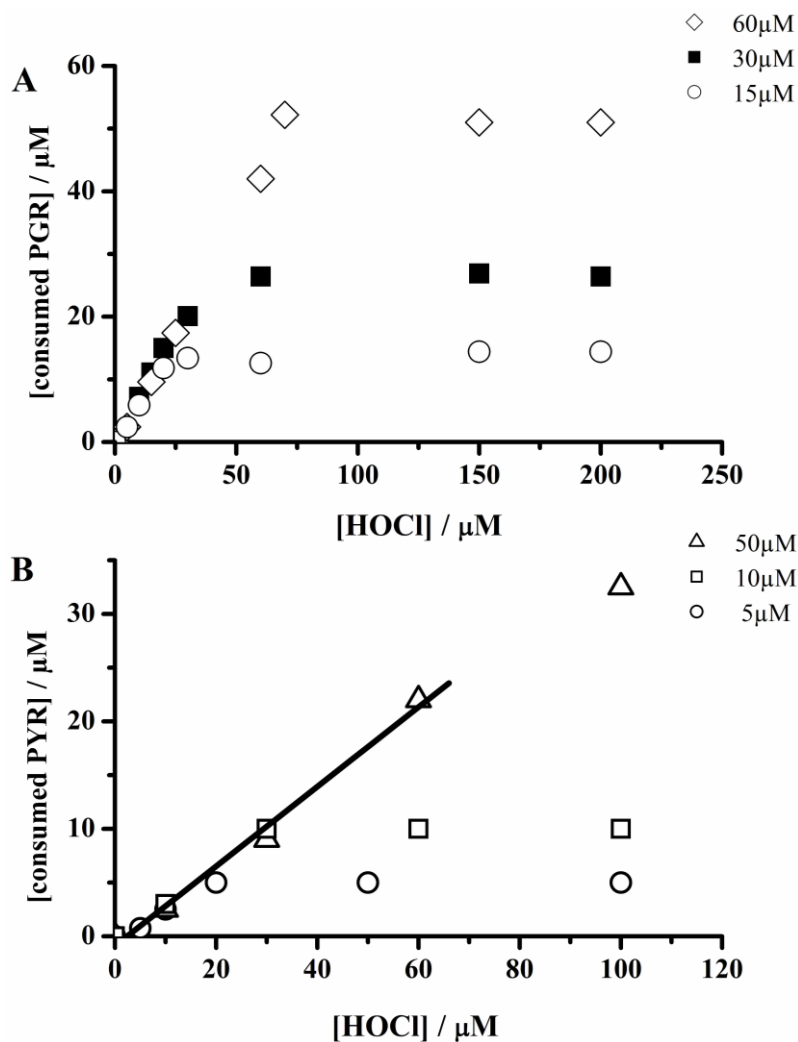 A
60µM
30µM
15µM
[consumed PGR] / µM
60
40
20
0
0 50 100 150 200 250
[HOCl] / µM
B
50µM
10µM
5µM
[consumed PYR] / µM
30
20
10
0
0 20 40 60 80 100 120
[HOCl] / µM